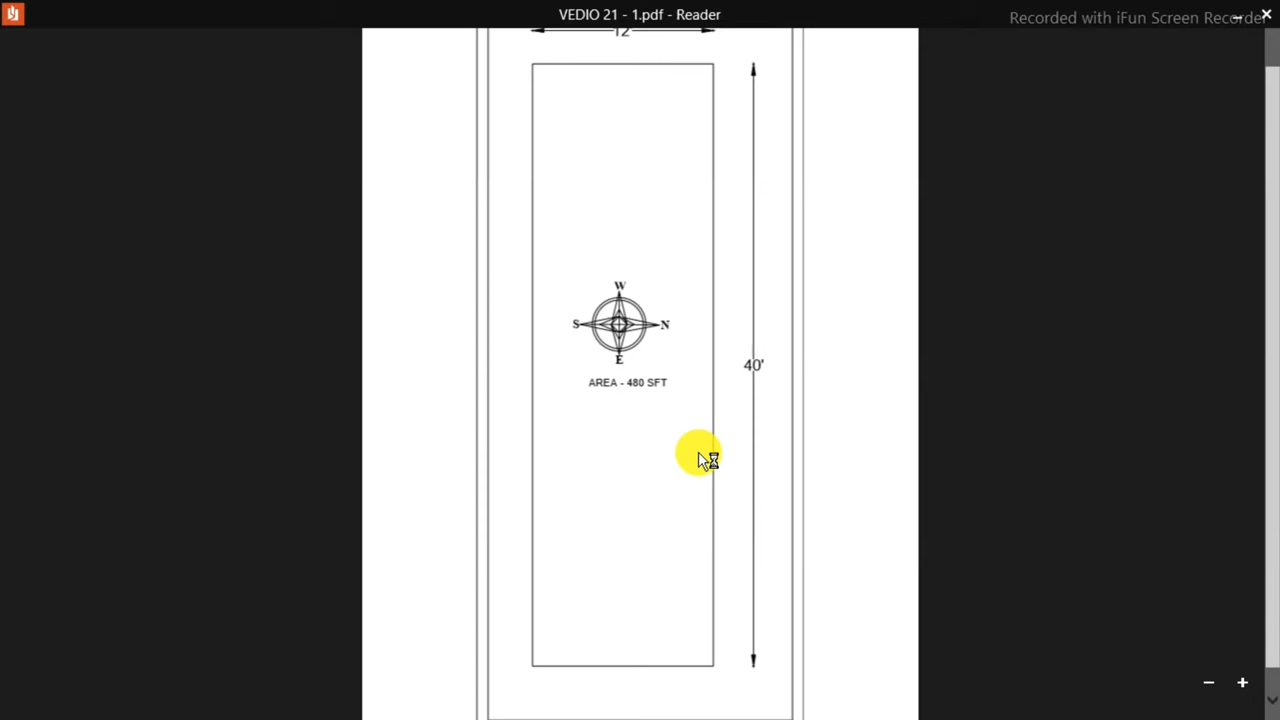 VEDIO 21 - 1.pdf - Reader
Recorded with iFun Screen Recorder
12'
W
S
N
E
40'
AREA - 480 SFT